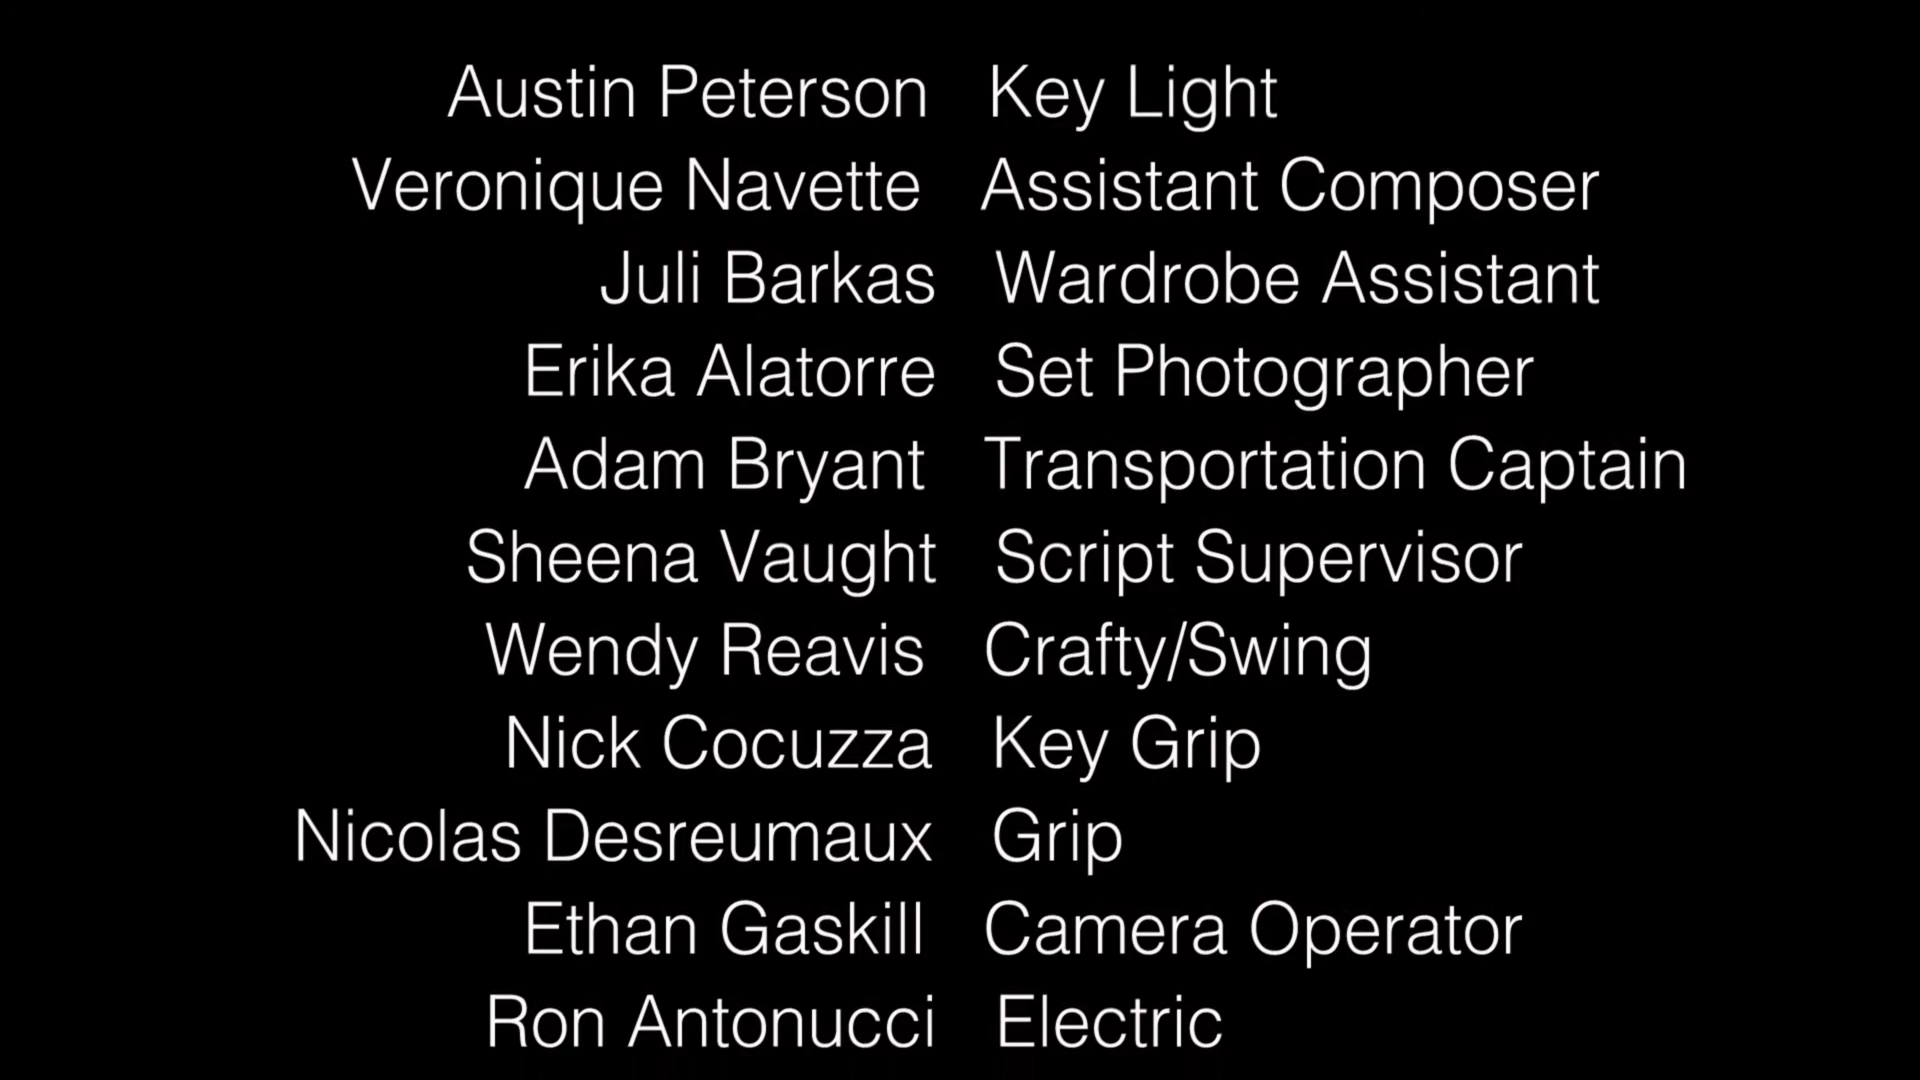 Austin Peterson Key Light
Veronique Navette Assistant Composer
Juli Barkas Wardrobe Assistant
Erika Alatorre Set Photographer
Adam Bryant Transportation Captain
Sheena Vaught Script Supervisor
Wendy Reavis Crafty/Swing
Nick Cocuzza Key Grip
Nicolas Desreumaux Grip
Ethan Gaskill Camera Operator
Ron Antonucci Electric